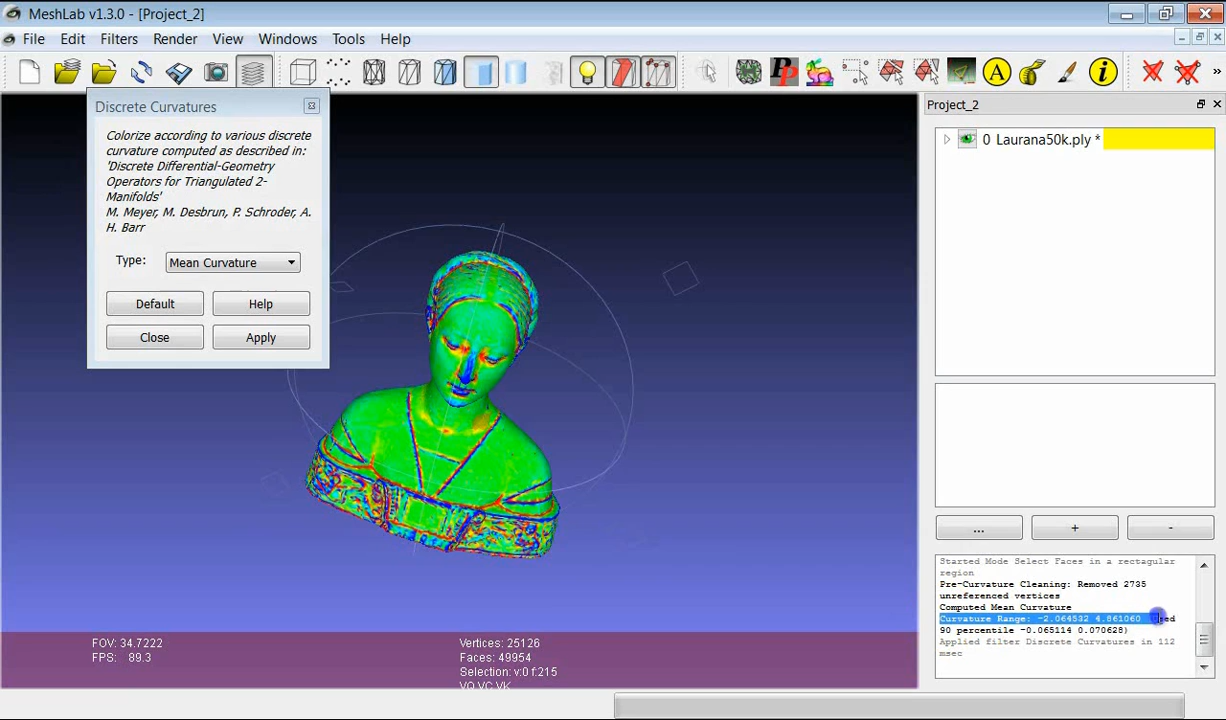 MeshLab v1.3.0 - [Project_2]
File Edit Filters Render View Windows Tools Help
Discrete Curvatures
Colorize according to various discrete
curvature computed as described in:
'Discrete Differential-Geometry
Operators for Triangulated 2-
Manifolds'
M. Meyer, M. Desbrun, P. Schroder, A.
H. Barr
Type: Mean Curvature
Default Help
Close Apply
Project_2
0 Laurana50k.ply *
... + -
Started Mode Select Faces in a rectagular
region
Pre-Curvature Cleaning: Removed 2735
unreferenced vertices
Computed Mean Curvature
Curvature Range: -2.064532 4.861060
90 percentile -0.065114 0.070628)
Applied filter Discrete Curvatures in 112
msec
FOV: 34.7222
FPS: 89.3
Vertices: 25126
Faces: 49954
Selection: v:0 f:215
VQ VC VK